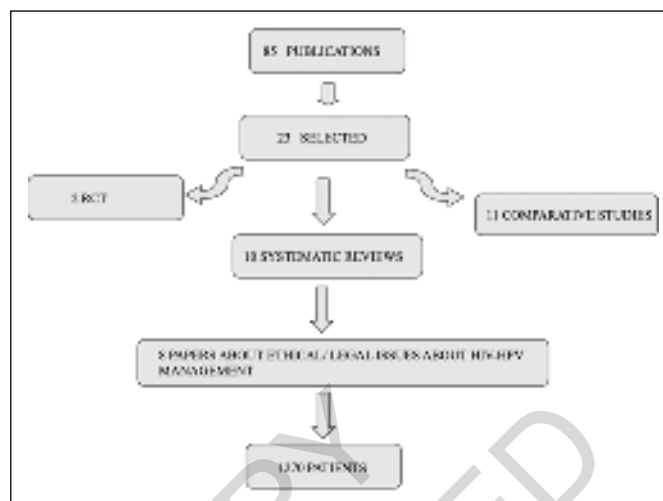 85 PUBLICATIONS
SELECTED
RCT
11 COMPARATIVE STUDIES
10 SYSTEMATIC REVIEWS
8 PAPERS ABOUT ETHICAL/ LEGAL ISSUES ABOUT HIV-HPV
MANAGEMENT
PATIENTS